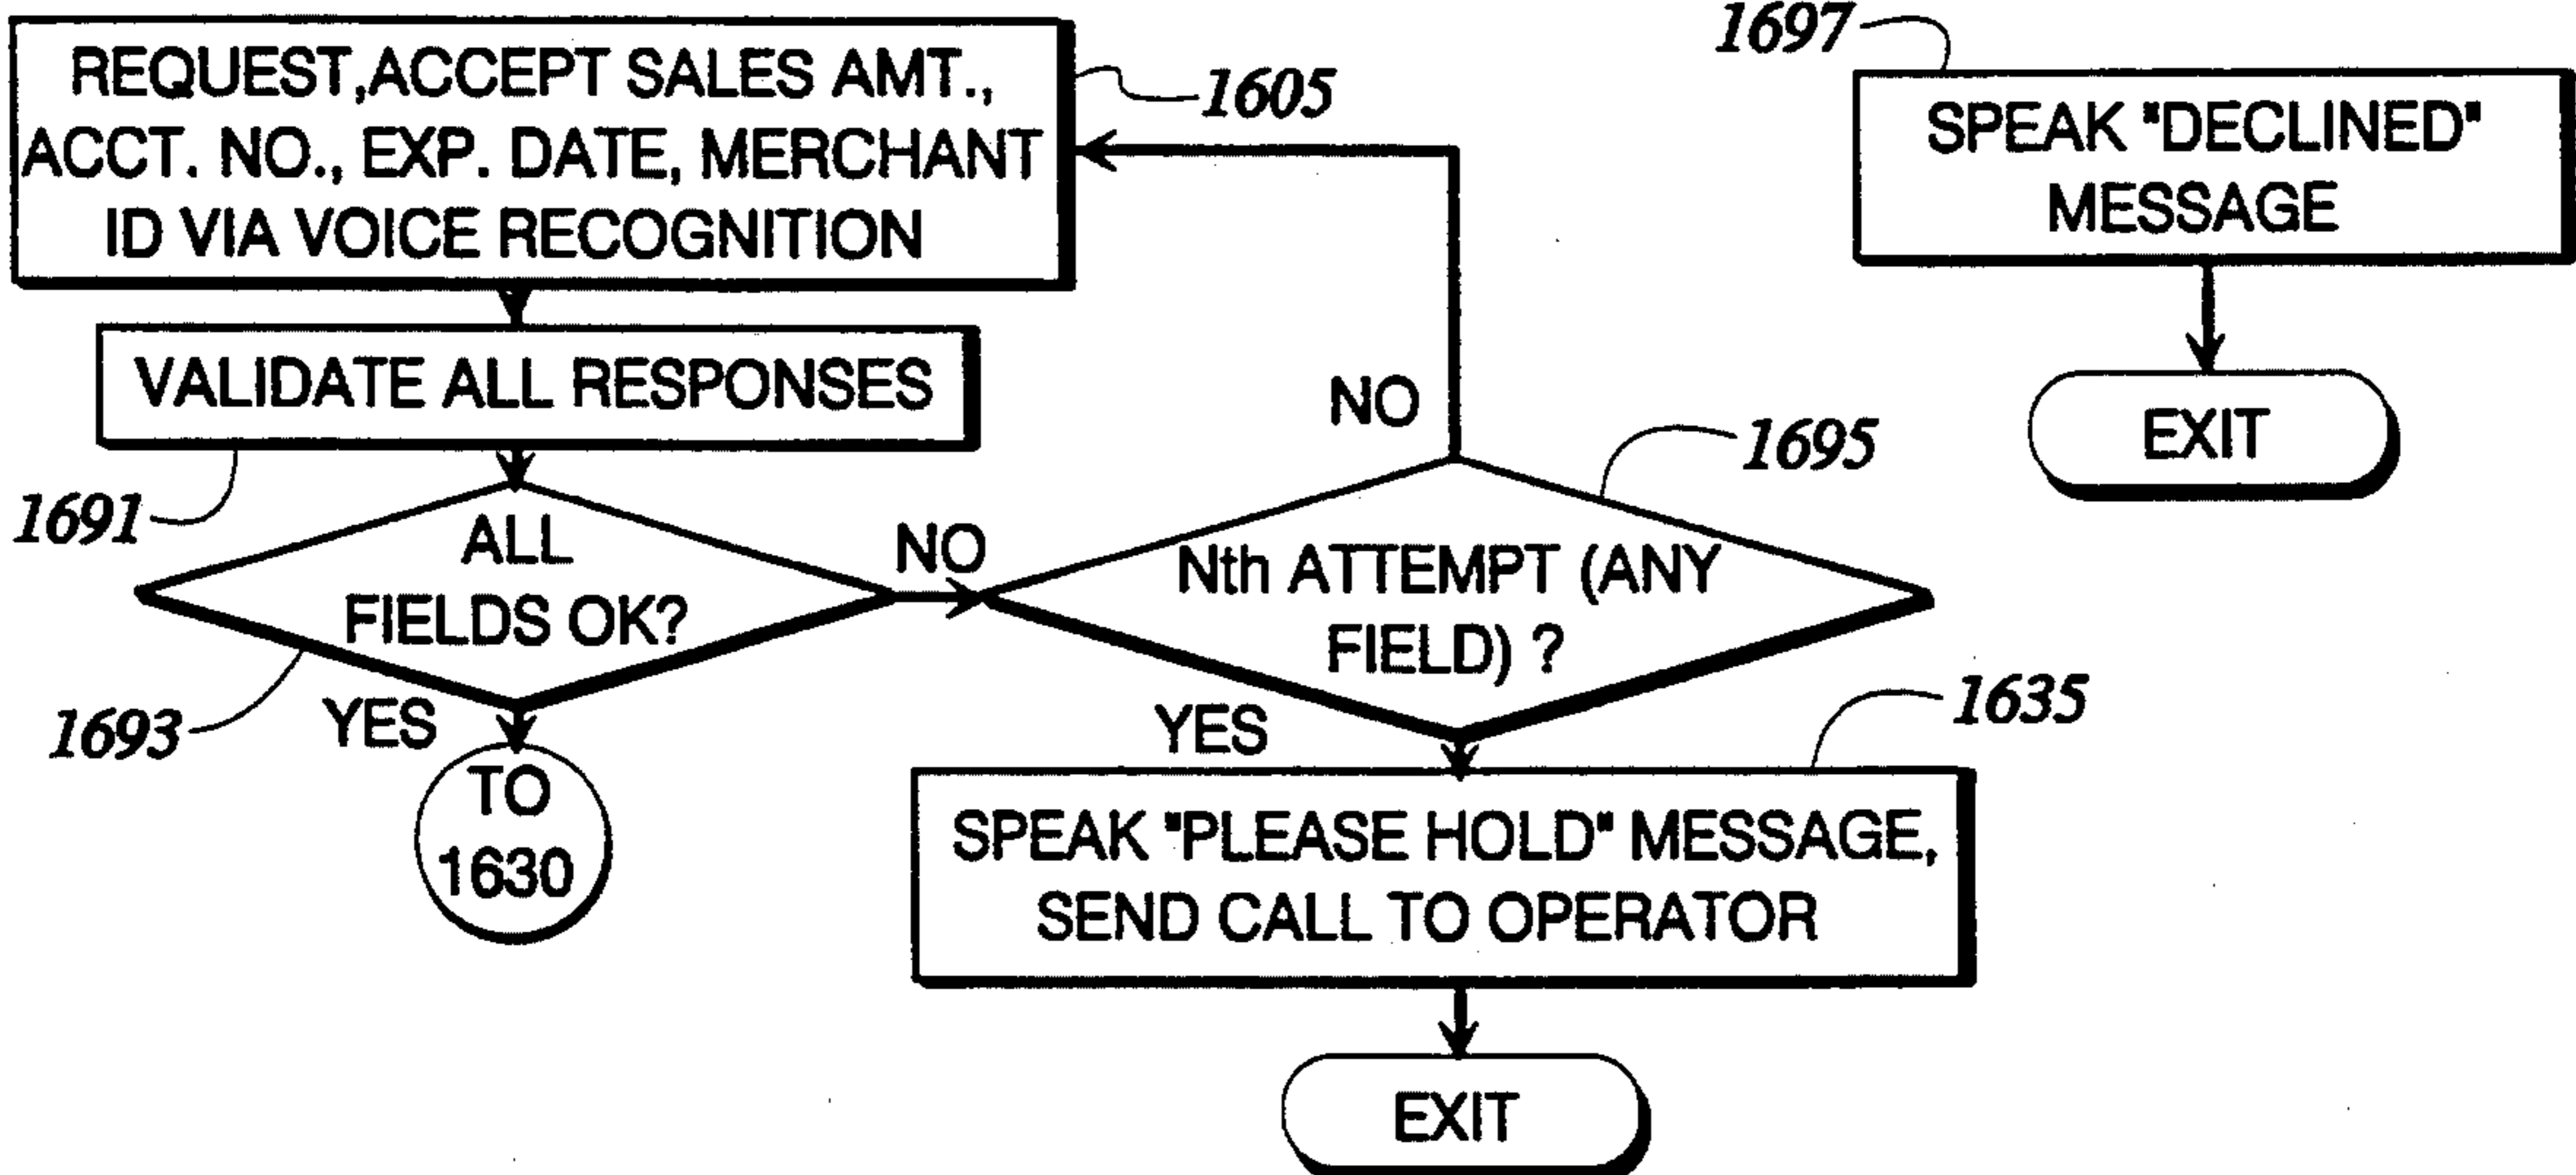 REQUEST,ACCEPT SALES AMT.,
ACCT. NO., EXP. DATE, MERCHANT
ID VIA VOICE RECOGNITION
1605
VALIDATE ALL RESPONSES
1691
ALL
FIELDS OK?
1693
YES
NO
TO
1630
Nth ATTEMPT (ANY
FIELD) ?
1695
NO
YES
SPEAK "PLEASE HOLD" MESSAGE,
SEND CALL TO OPERATOR
1635
EXIT
1697
SPEAK "DECLINED"
MESSAGE
EXIT